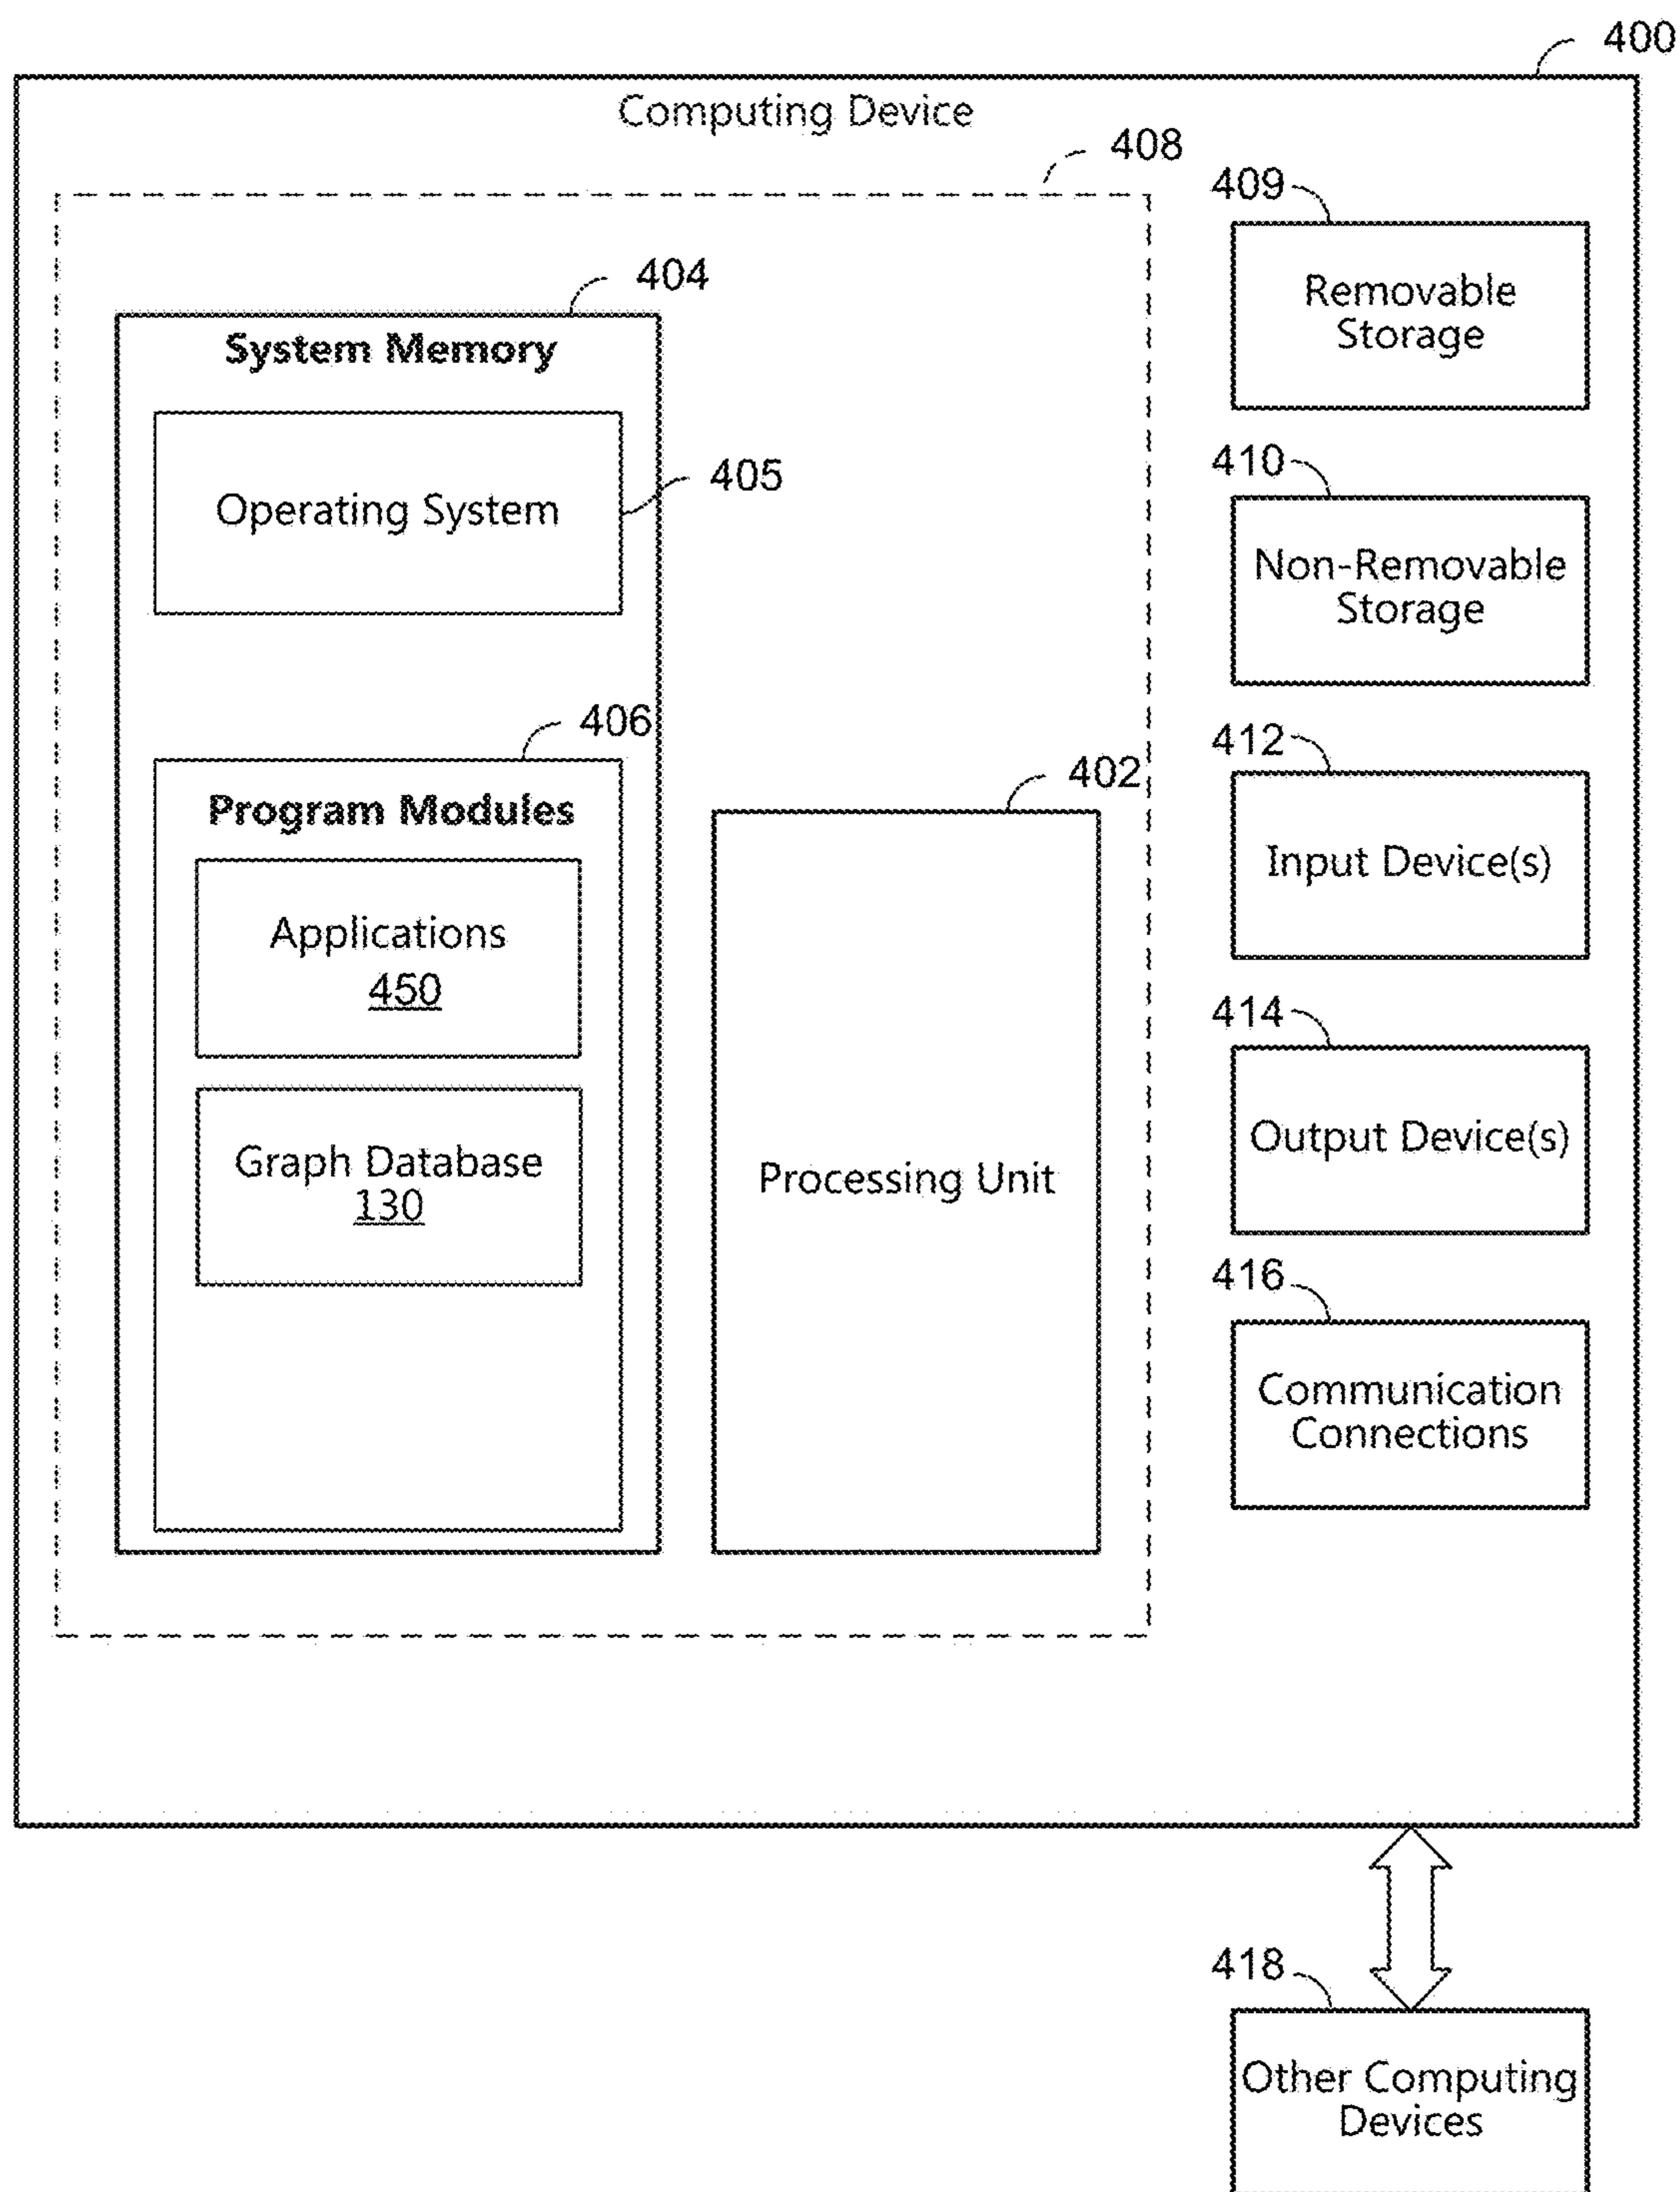 400
Computing Device
408
409
Removable
Storage
404
System Memory
Operating System
405
410
Non-Removable
Storage
406
Program Modules
Applications
450
Graph Database
130
402
Processing Unit
412
Input Device(s)
414
Output Device(s)
416
Communication
Connections
418
Other Computing
Devices